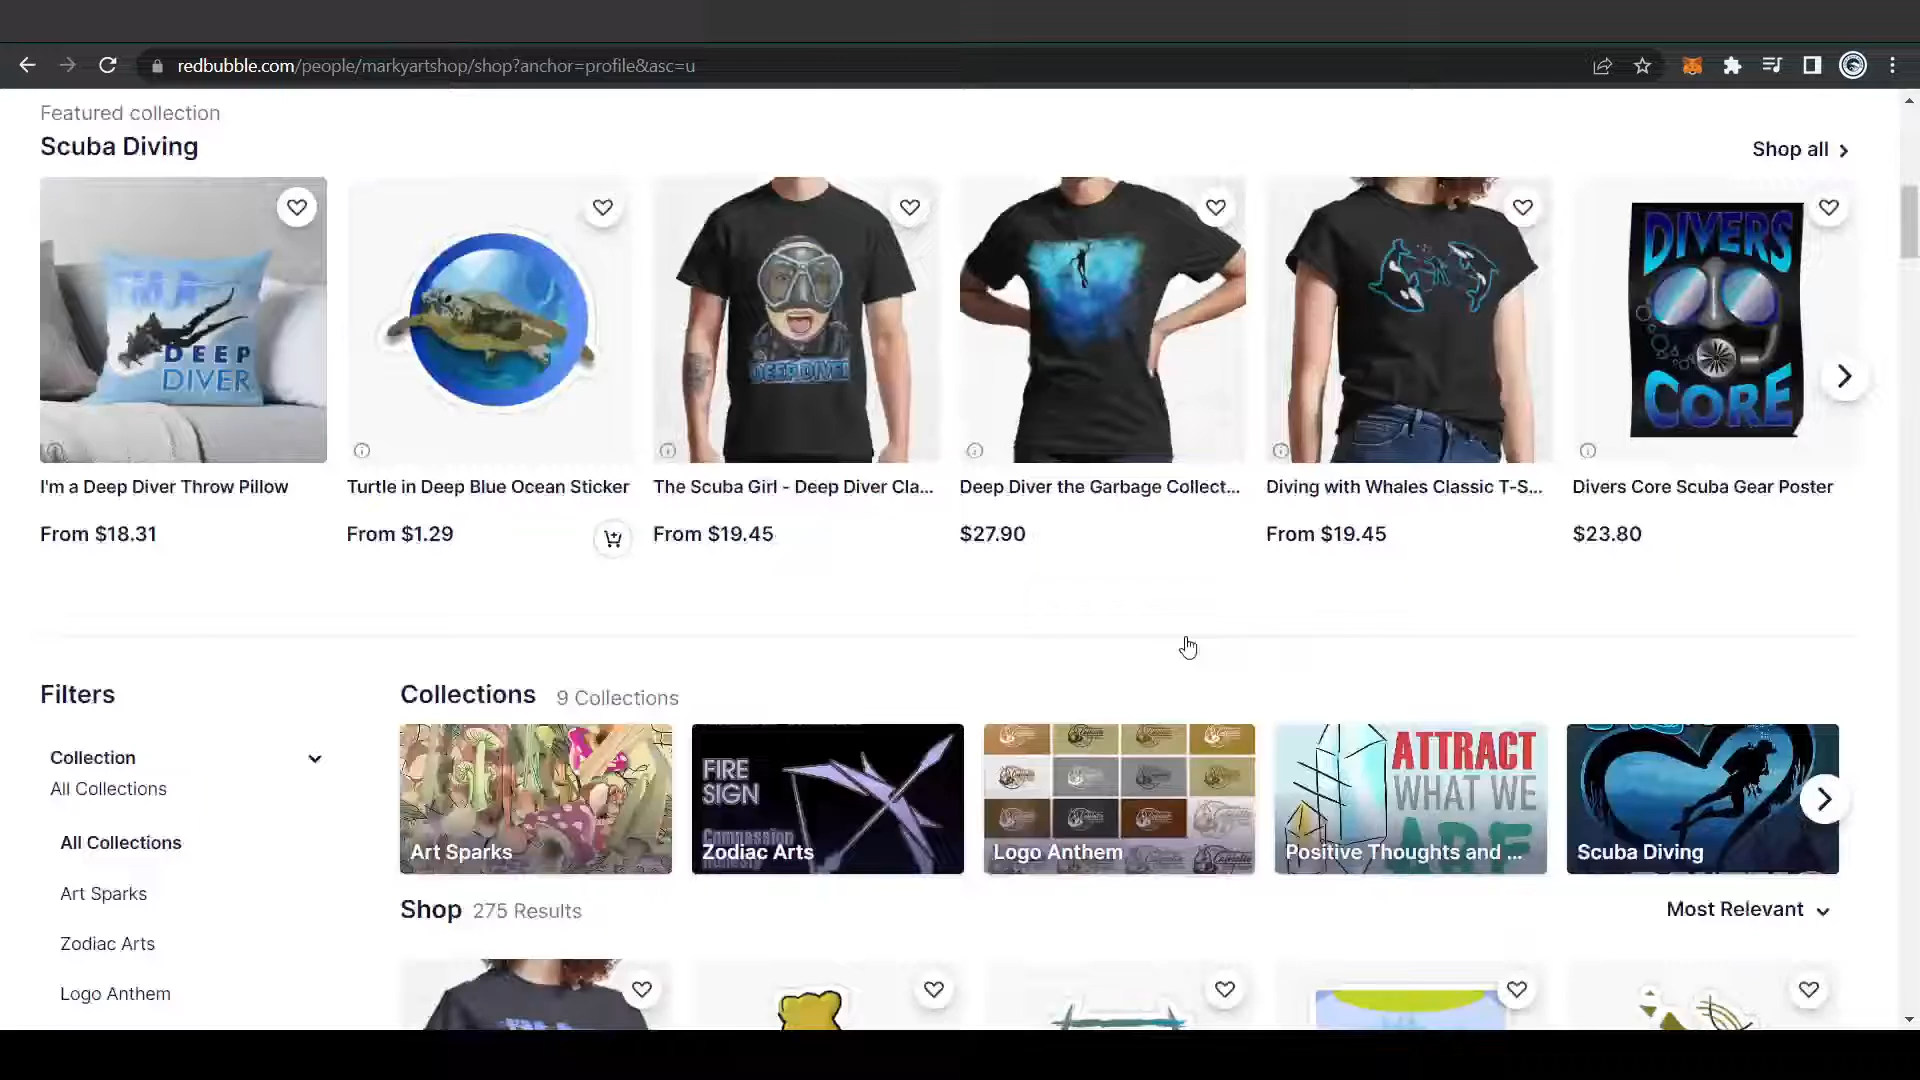 redbubble.com/people/markyartshop/shop?anchor=profile&asc=u
Featured collection
Scuba Diving
Shop all
I'M A
DEEP
DIVER
DEEP DIVER
DIVERS
CORE
I'm a Deep Diver Throw Pillow
Turtle in Deep Blue Ocean Sticker
The Scuba Girl - Deep Diver Cla...
Deep Diver the Garbage Collect...
Diving with Whales Classic T-S...
Divers Core Scuba Gear Poster
From $18.31
From $1.29
From $19.45
$27.90
From $19.45
$23.80
Filters
Collections 9 Collections
Collection
All Collections
All Collections
Art Sparks
Zodiac Arts
Logo Anthem
FIRE
SIGN
Compassion
Art Sparks
Zodiac Arts
Logo Anthem
ATTRACT
WHAT WE
ARE
Positive Thoughts and ...
Scuba Diving
Shop 275 Results
Most Relevant